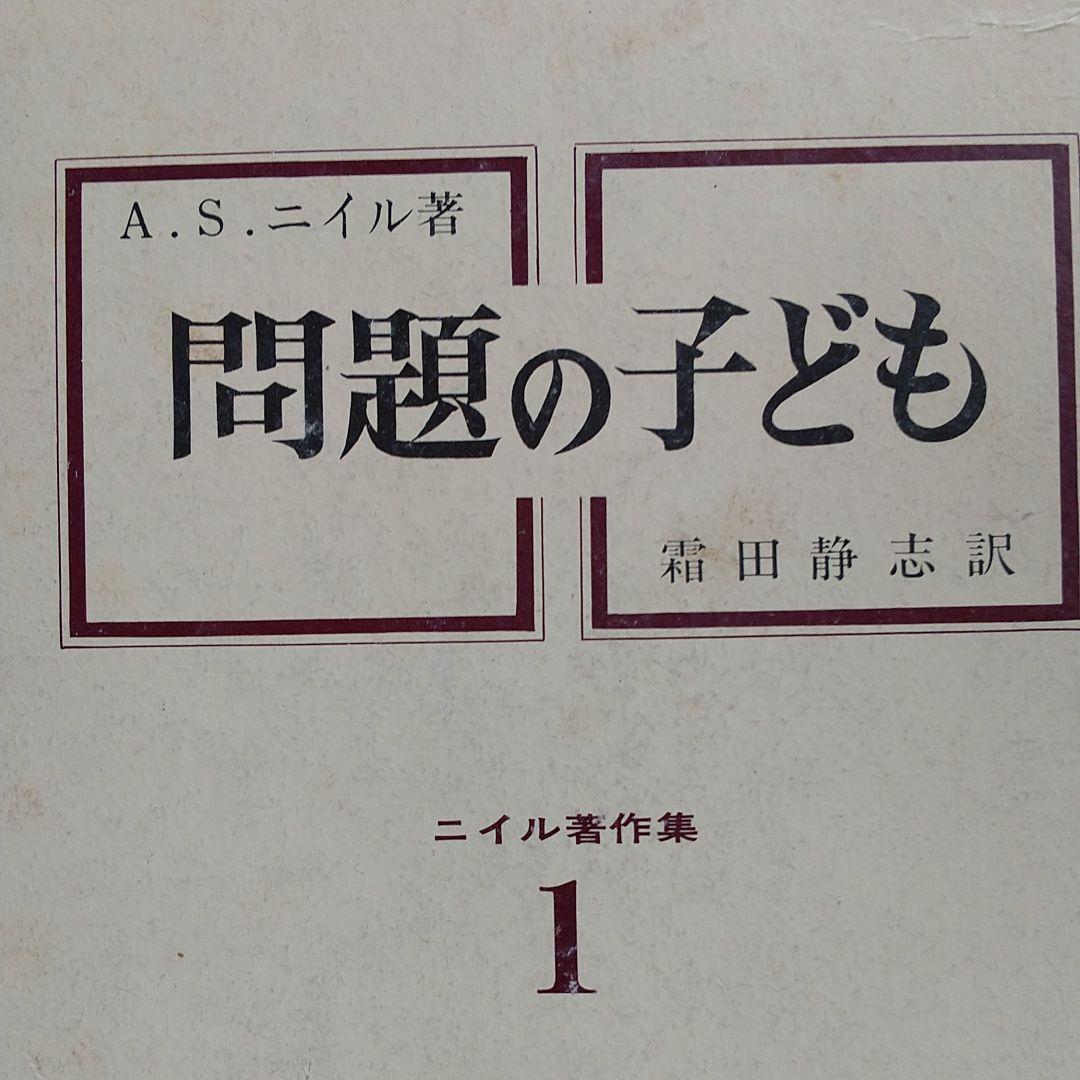 A.S.ニイル著
問題の子ども
霜田静志訳
ニイル著作集
1